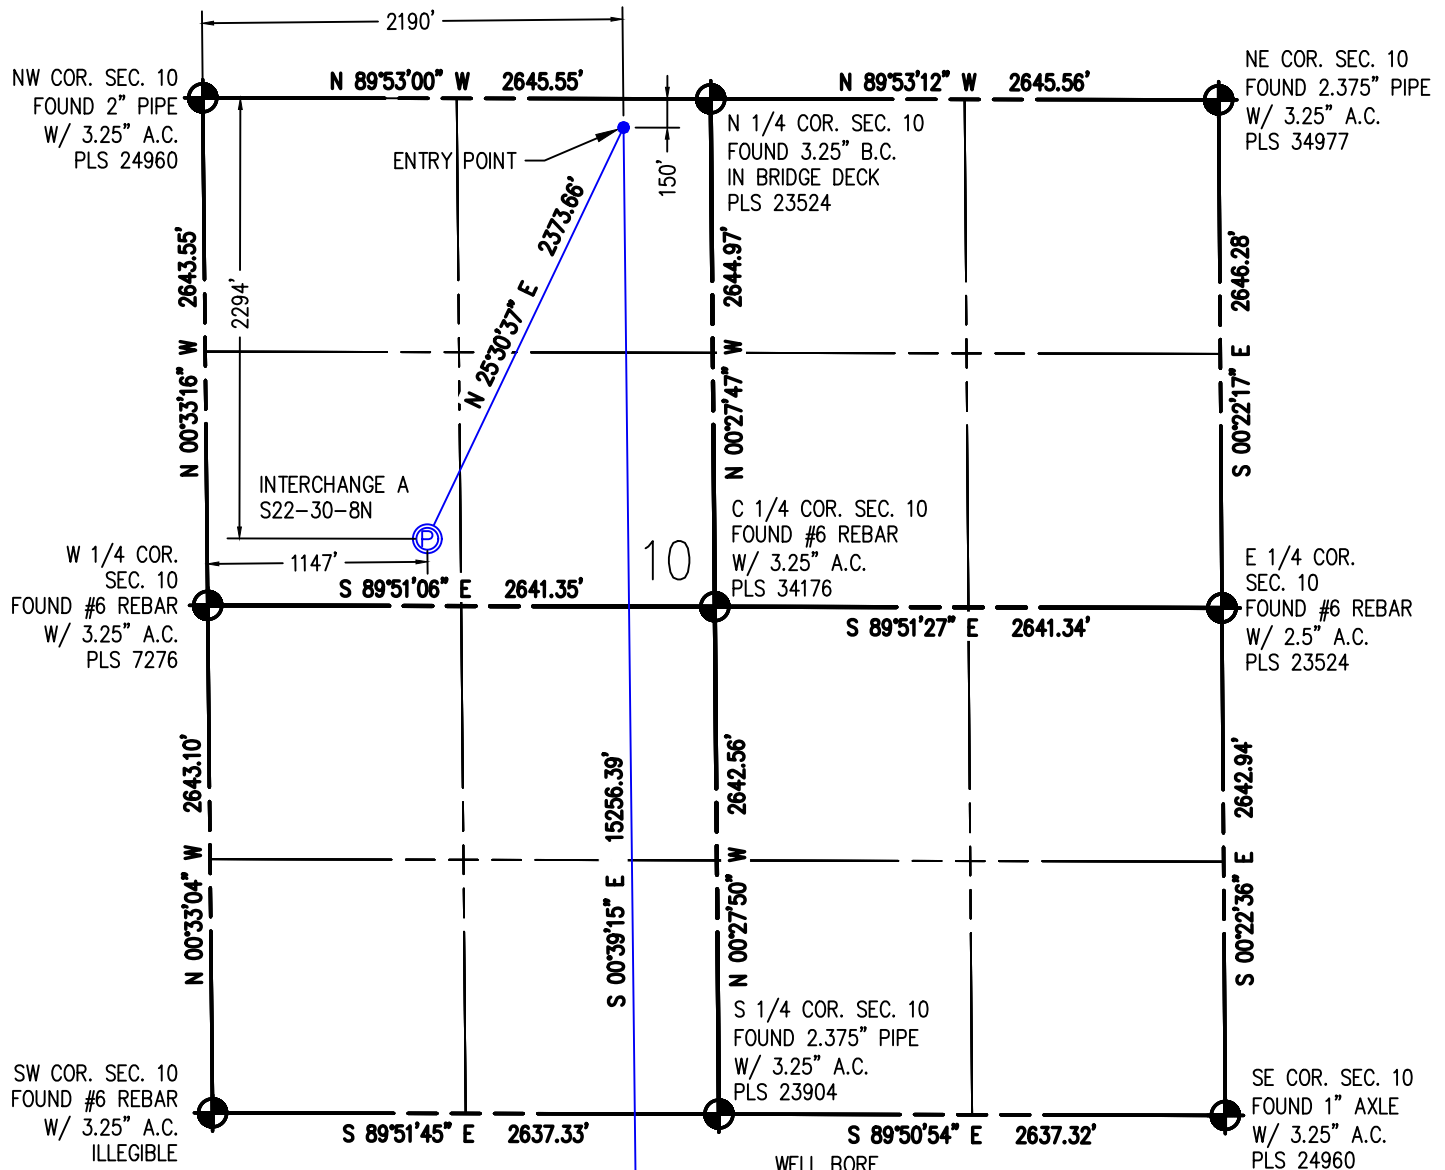 2190'
NW COR. SEC. 10
FOUND 2" PIPE
W/ 3.25" A.C.
PLS 24960
N 89°53'00" W 2645.55'
N 89°53'12" W 2645.56'
NE COR. SEC. 10
FOUND 2.375" PIPE
W/ 3.25" A.C.
PLS 34977
N 1/4 COR. SEC. 10
FOUND 3.25" B.C.
IN BRIDGE DECK
PLS 23524
ENTRY POINT
150'
N 00°33'16" W 2643.55'
2294'
N 25°30'37" E 2373.66'
N 00°27'47" W 2644.97'
S 00°22'17" E 2646.28'
INTERCHANGE A
S22-30-8N
P
1147'
10
C 1/4 COR. SEC. 10
FOUND #6 REBAR
W/ 3.25" A.C.
PLS 34176
W 1/4 COR.
SEC. 10
FOUND #6 REBAR
W/ 3.25" A.C.
PLS 7276
S 89°51'06" E 2641.35'
S 89°51'27" E 2641.34'
E 1/4 COR.
SEC. 10
FOUND #6 REBAR
W/ 2.5" A.C.
PLS 23524
N 00°33'04" W 2643.10'
S 00°39'15" E 15256.39'
N 00°27'50" W 2642.56'
S 00°22'36" E 2642.94'
S 1/4 COR. SEC. 10
FOUND 2.375" PIPE
W/ 3.25" A.C.
PLS 23904
SW COR. SEC. 10
FOUND #6 REBAR
W/ 3.25" A.C.
ILLEGIBLE
S 89°51'45" E 2637.33'
S 89°50'54" E 2637.32'
SE COR. SEC. 10
FOUND 1" AXLE
W/ 3.25" A.C.
PLS 24960
WELL BORE